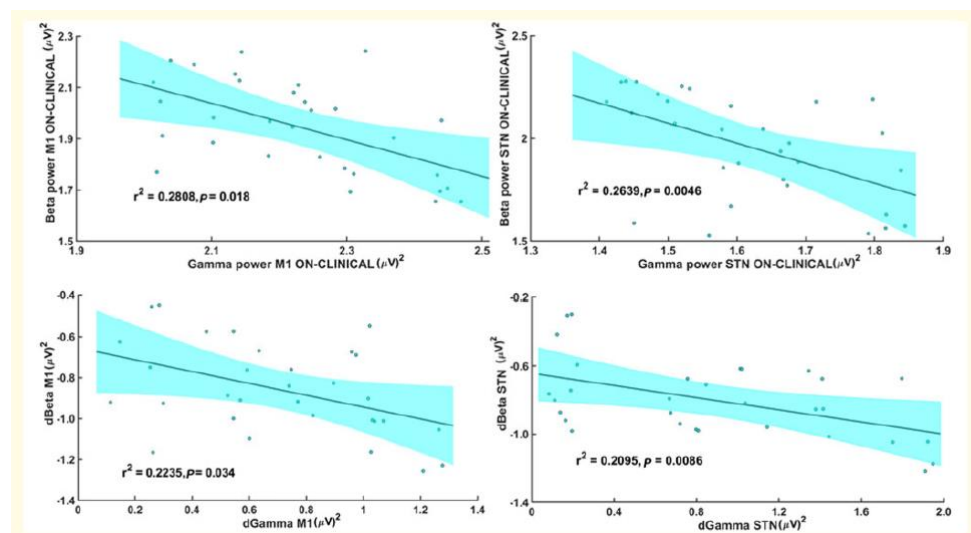 Beta power M1 ON-CLINICAL (μV)²
2.3
2.1
1.9
1.7
1.5
r² = 0.2808, p = 0.018
1.9 2.1 2.3 2.5
Gamma power M1 ON-CLINICAL(μV)²
Beta power STN ON-CLINICAL (μV)²
2.5
2
1.5
r² = 0.2639, p = 0.0046
1.3 1.4 1.5 1.6 1.7 1.8 1.9
Gamma power STN ON-CLINICAL(μV)²
dBeta M1(μV)²
-0.4
-0.6
-0.8
-1.0
-1.2
-1.4
r² = 0.2235, p = 0.034
0 0.2 0.4 0.6 0.8 1 1.2 1.4
dGamma M1(μV)²
dBeta STN (μV)²
-0.2
-0.6
-1.0
-1.4
r² = 0.2095, p = 0.0086
0 0.4 0.8 1.2 1.6 2.0
dGamma STN(μV)²